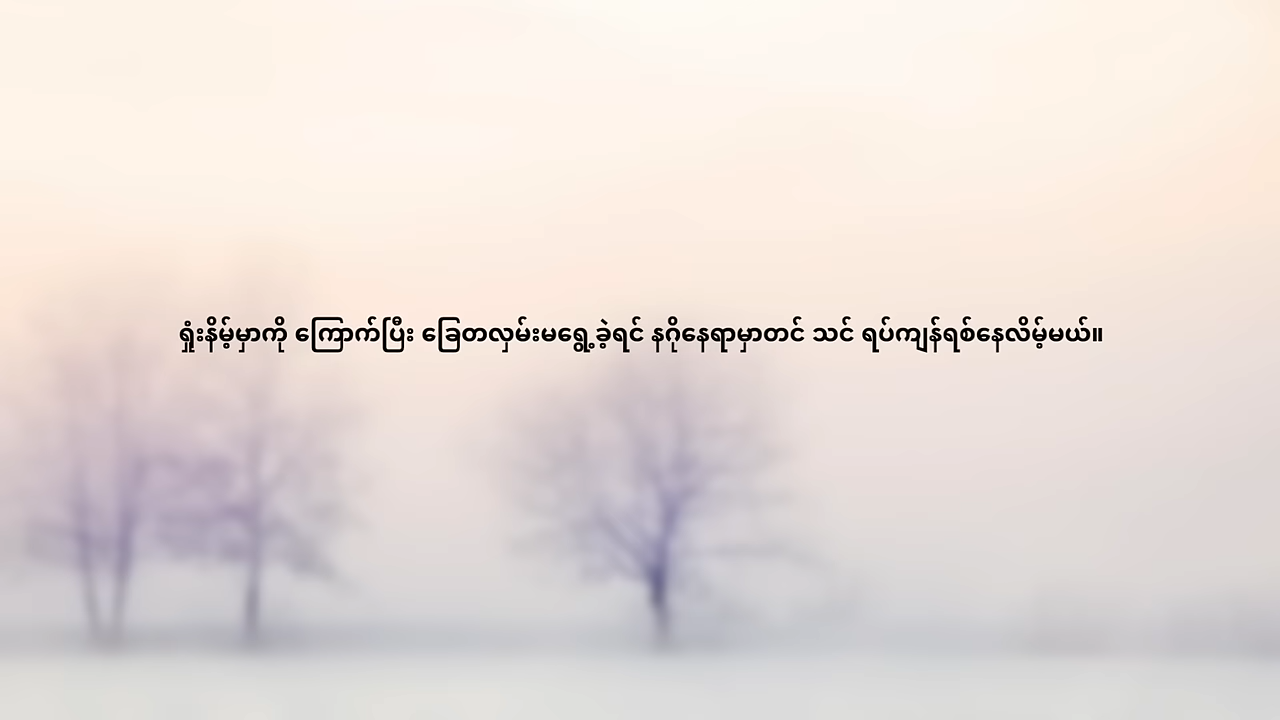 ရှုံးနိမ့်မှာကို ကြောက်ပြီး ခြေတလှမ်းမရွေ့ခဲ့ရင် နဂိုနေရာမှာတင် သင် ရပ်ကျန်ရစ်နေလိမ့်မယ်။